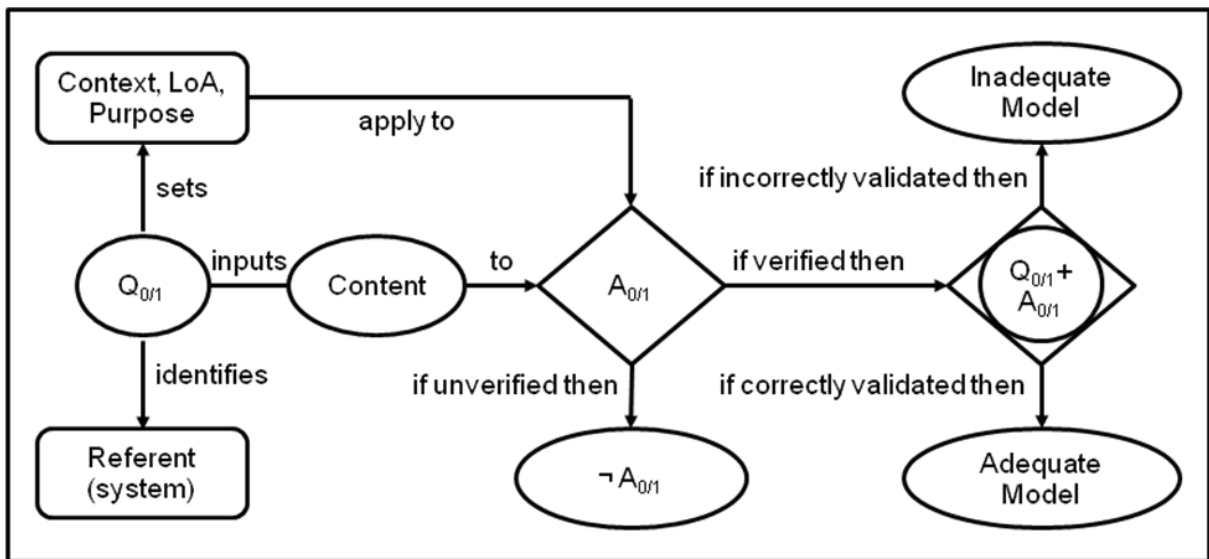 Context, LoA,
Purpose
apply to
Inadequate
Model
sets
if incorrectly validated then
Q0/1
inputs
Content
to
A0/1
if verified then
Q0/1+
A0/1
identifies
if unverified then
if correctly validated then
Referent
(system)
¬ A0/1
Adequate
Model